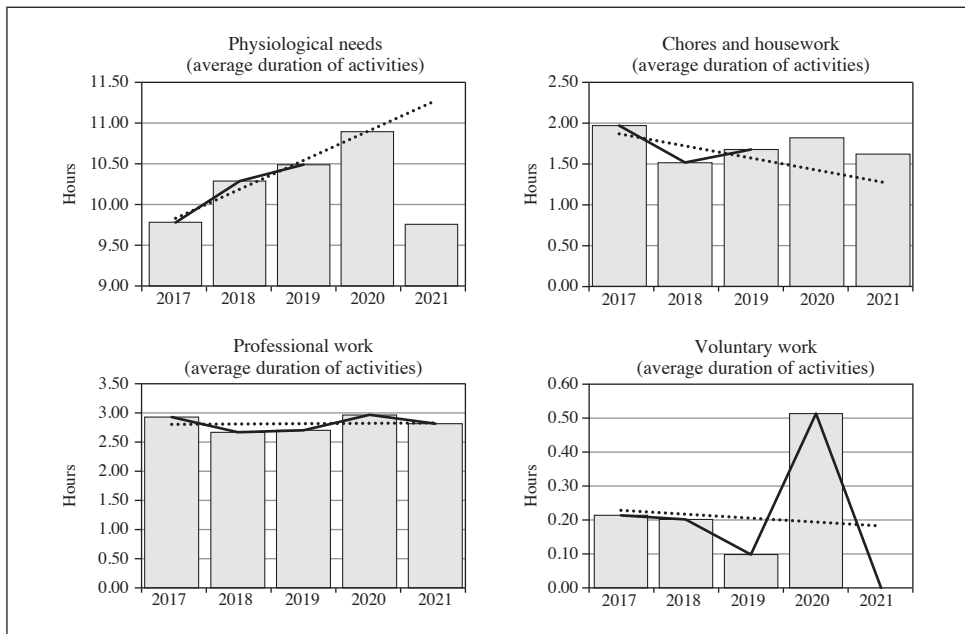 Physiological needs
(average duration of activities)
11.50
11.00
10.50
10.00
9.50
9.00
Hours
2017 2018 2019 2020 2021
Chores and housework
(average duration of activities)
2.50
2.00
1.50
1.00
0.50
0.00
Hours
2017 2018 2019 2020 2021
Professional work
(average duration of activities)
3.50
3.00
2.50
2.00
1.50
1.00
0.50
0.00
Hours
2017 2018 2019 2020 2021
Voluntary work
(average duration of activities)
0.60
0.50
0.40
0.30
0.20
0.10
0.00
Hours
2017 2018 2019 2020 2021